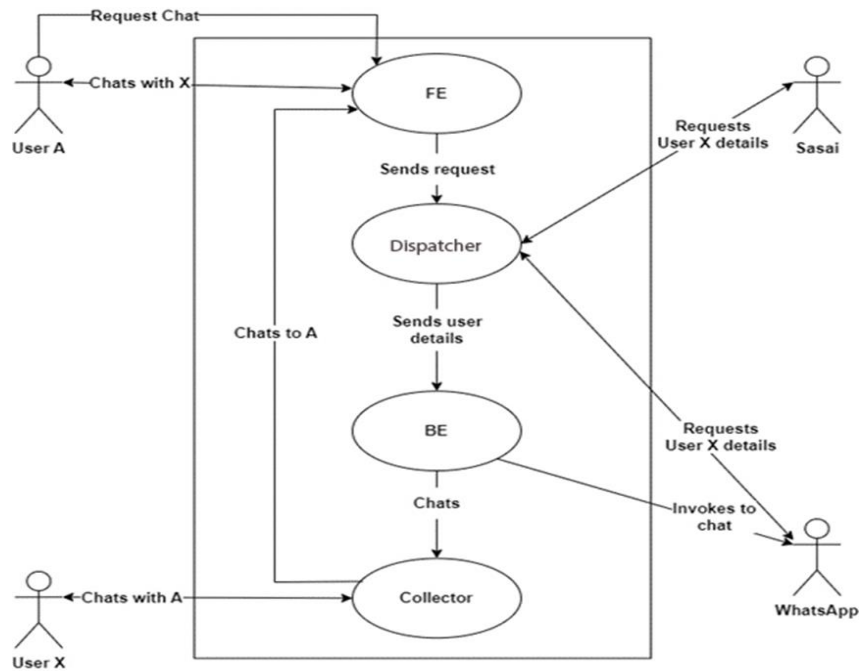 Request Chat
Chats with X
FE
User A
Requests
User X details
Sasai
Sends request
Dispatcher
Sends user
details
Chats to A
BE
Requests
User X details
Chats
Invokes to
chat
Chats with A
Collector
WhatsApp
User X